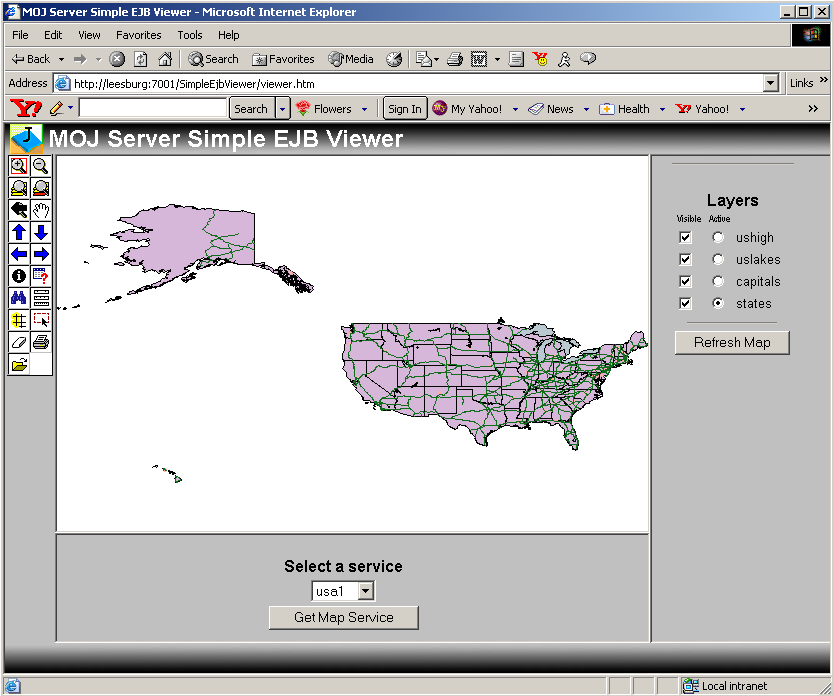 MOJ Server Simple EJB Viewer - Microsoft Internet Explorer
File Edit View Favorites Tools Help
Back Search Favorites Media
Address http://leesburg:7001/SimpleEjbViewer/viewer.htm Links »
Y! Search Flowers Sign In My Yahoo! News Health Y! Yahoo! »
J MOJ Server Simple EJB Viewer
Layers
Visible Active
ushigh
uslakes
capitals
states
Refresh Map
Select a service
usa1
Get Map Service
Local intranet